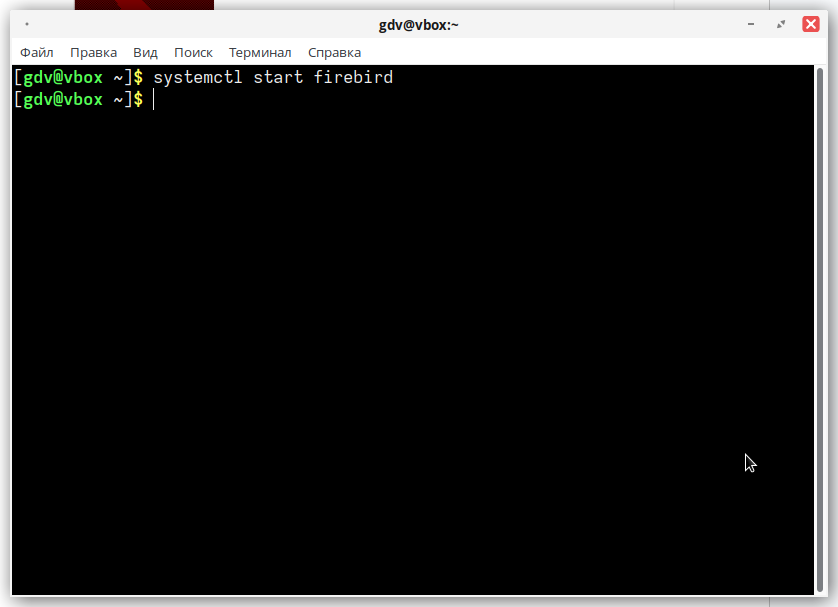 gdv@vbox:~
Файл Правка Вид Поиск Терминал Справка
[gdv@vbox ~]$ systemctl start firebird
[gdv@vbox ~]$